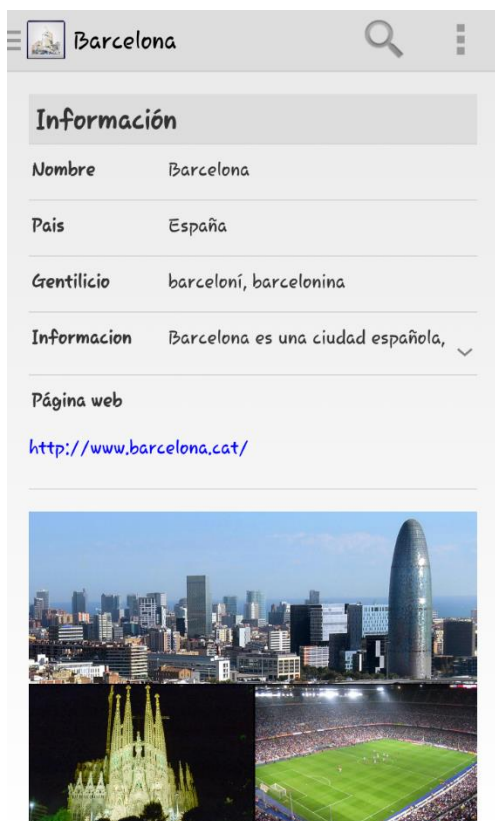 Barcelona
Información
Nombre Barcelona
Pais España
Gentilicio barceloní, barcelonina
Informacion Barcelona es una ciudad española,
Página web
http://www.barcelona.cat/